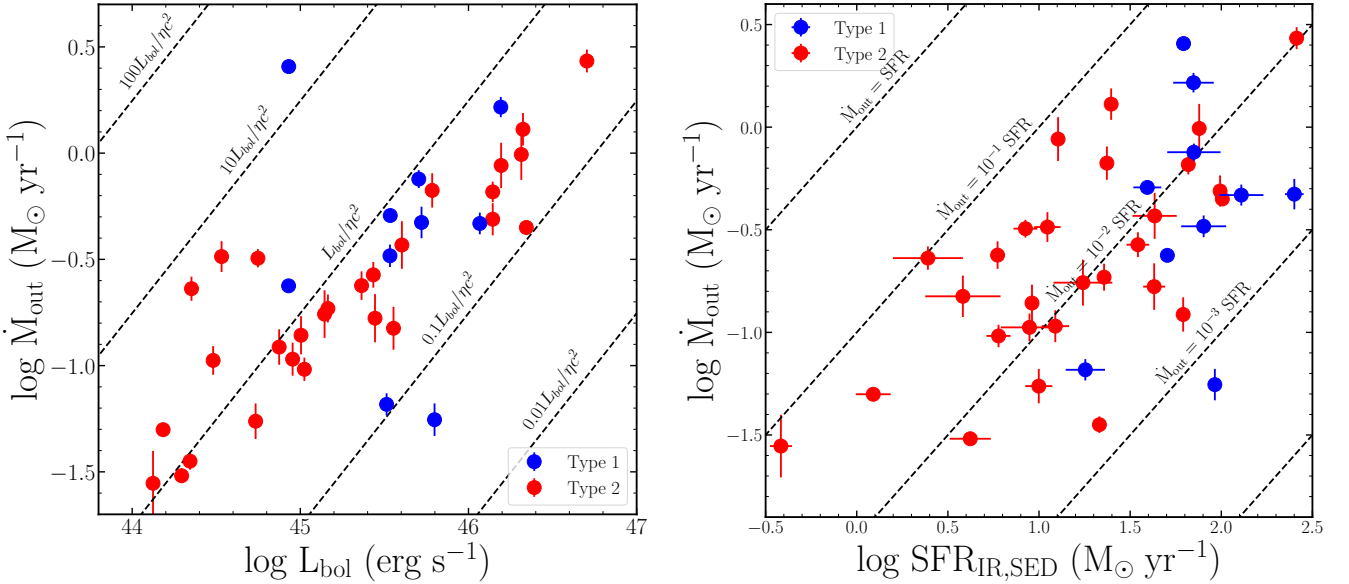 log Ṁ_out (M_⊙ yr⁻¹)
0.5
0.0
−0.5
−1.0
−1.5
100L_bol/ηc²
10L_bol/ηc²
L_bol/ηc²
0.1L_bol/ηc²
0.01L_bol/ηc²
Type 1
Type 2
44 45 46 47
log L_bol (erg s⁻¹)
log Ṁ_out (M_⊙ yr⁻¹)
0.5
0.0
−0.5
−1.0
−1.5
Type 1
Type 2
Ṁ_out = SFR
Ṁ_out = 10⁻¹ SFR
Ṁ_out = 10⁻² SFR
Ṁ_out = 10⁻³ SFR
−0.5 0.0 0.5 1.0 1.5 2.0 2.5
log SFR_IR,SED (M_⊙ yr⁻¹)